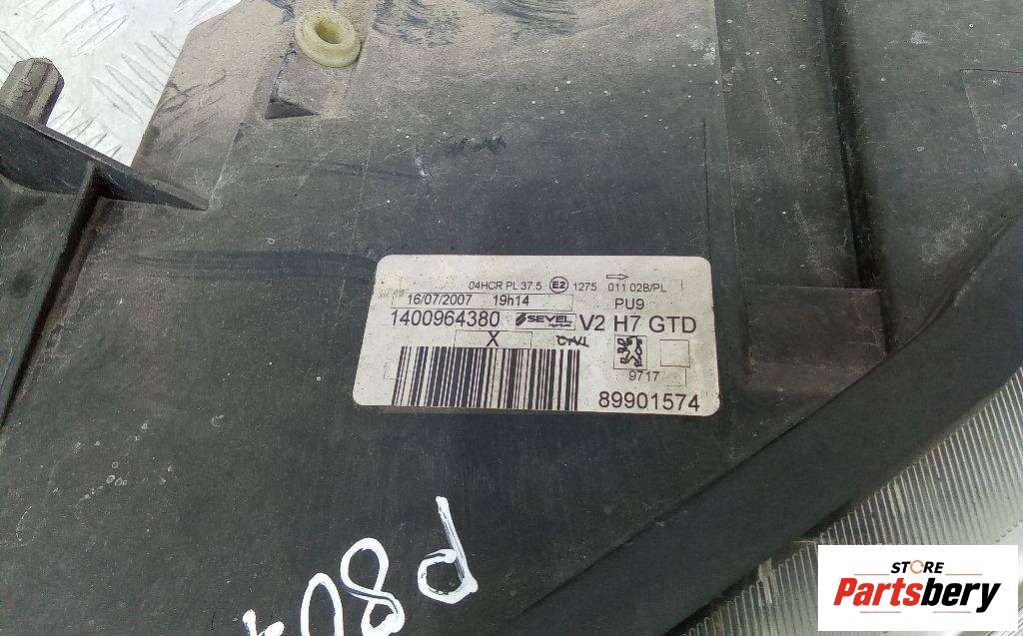 04HCR PL 37.5 E2 1275 011 02B/PL
16/07/2007 19h14 PU9
1400964380 SEVEL V2 H7 GTD
X
9717
89901574
STORE
Partsbery